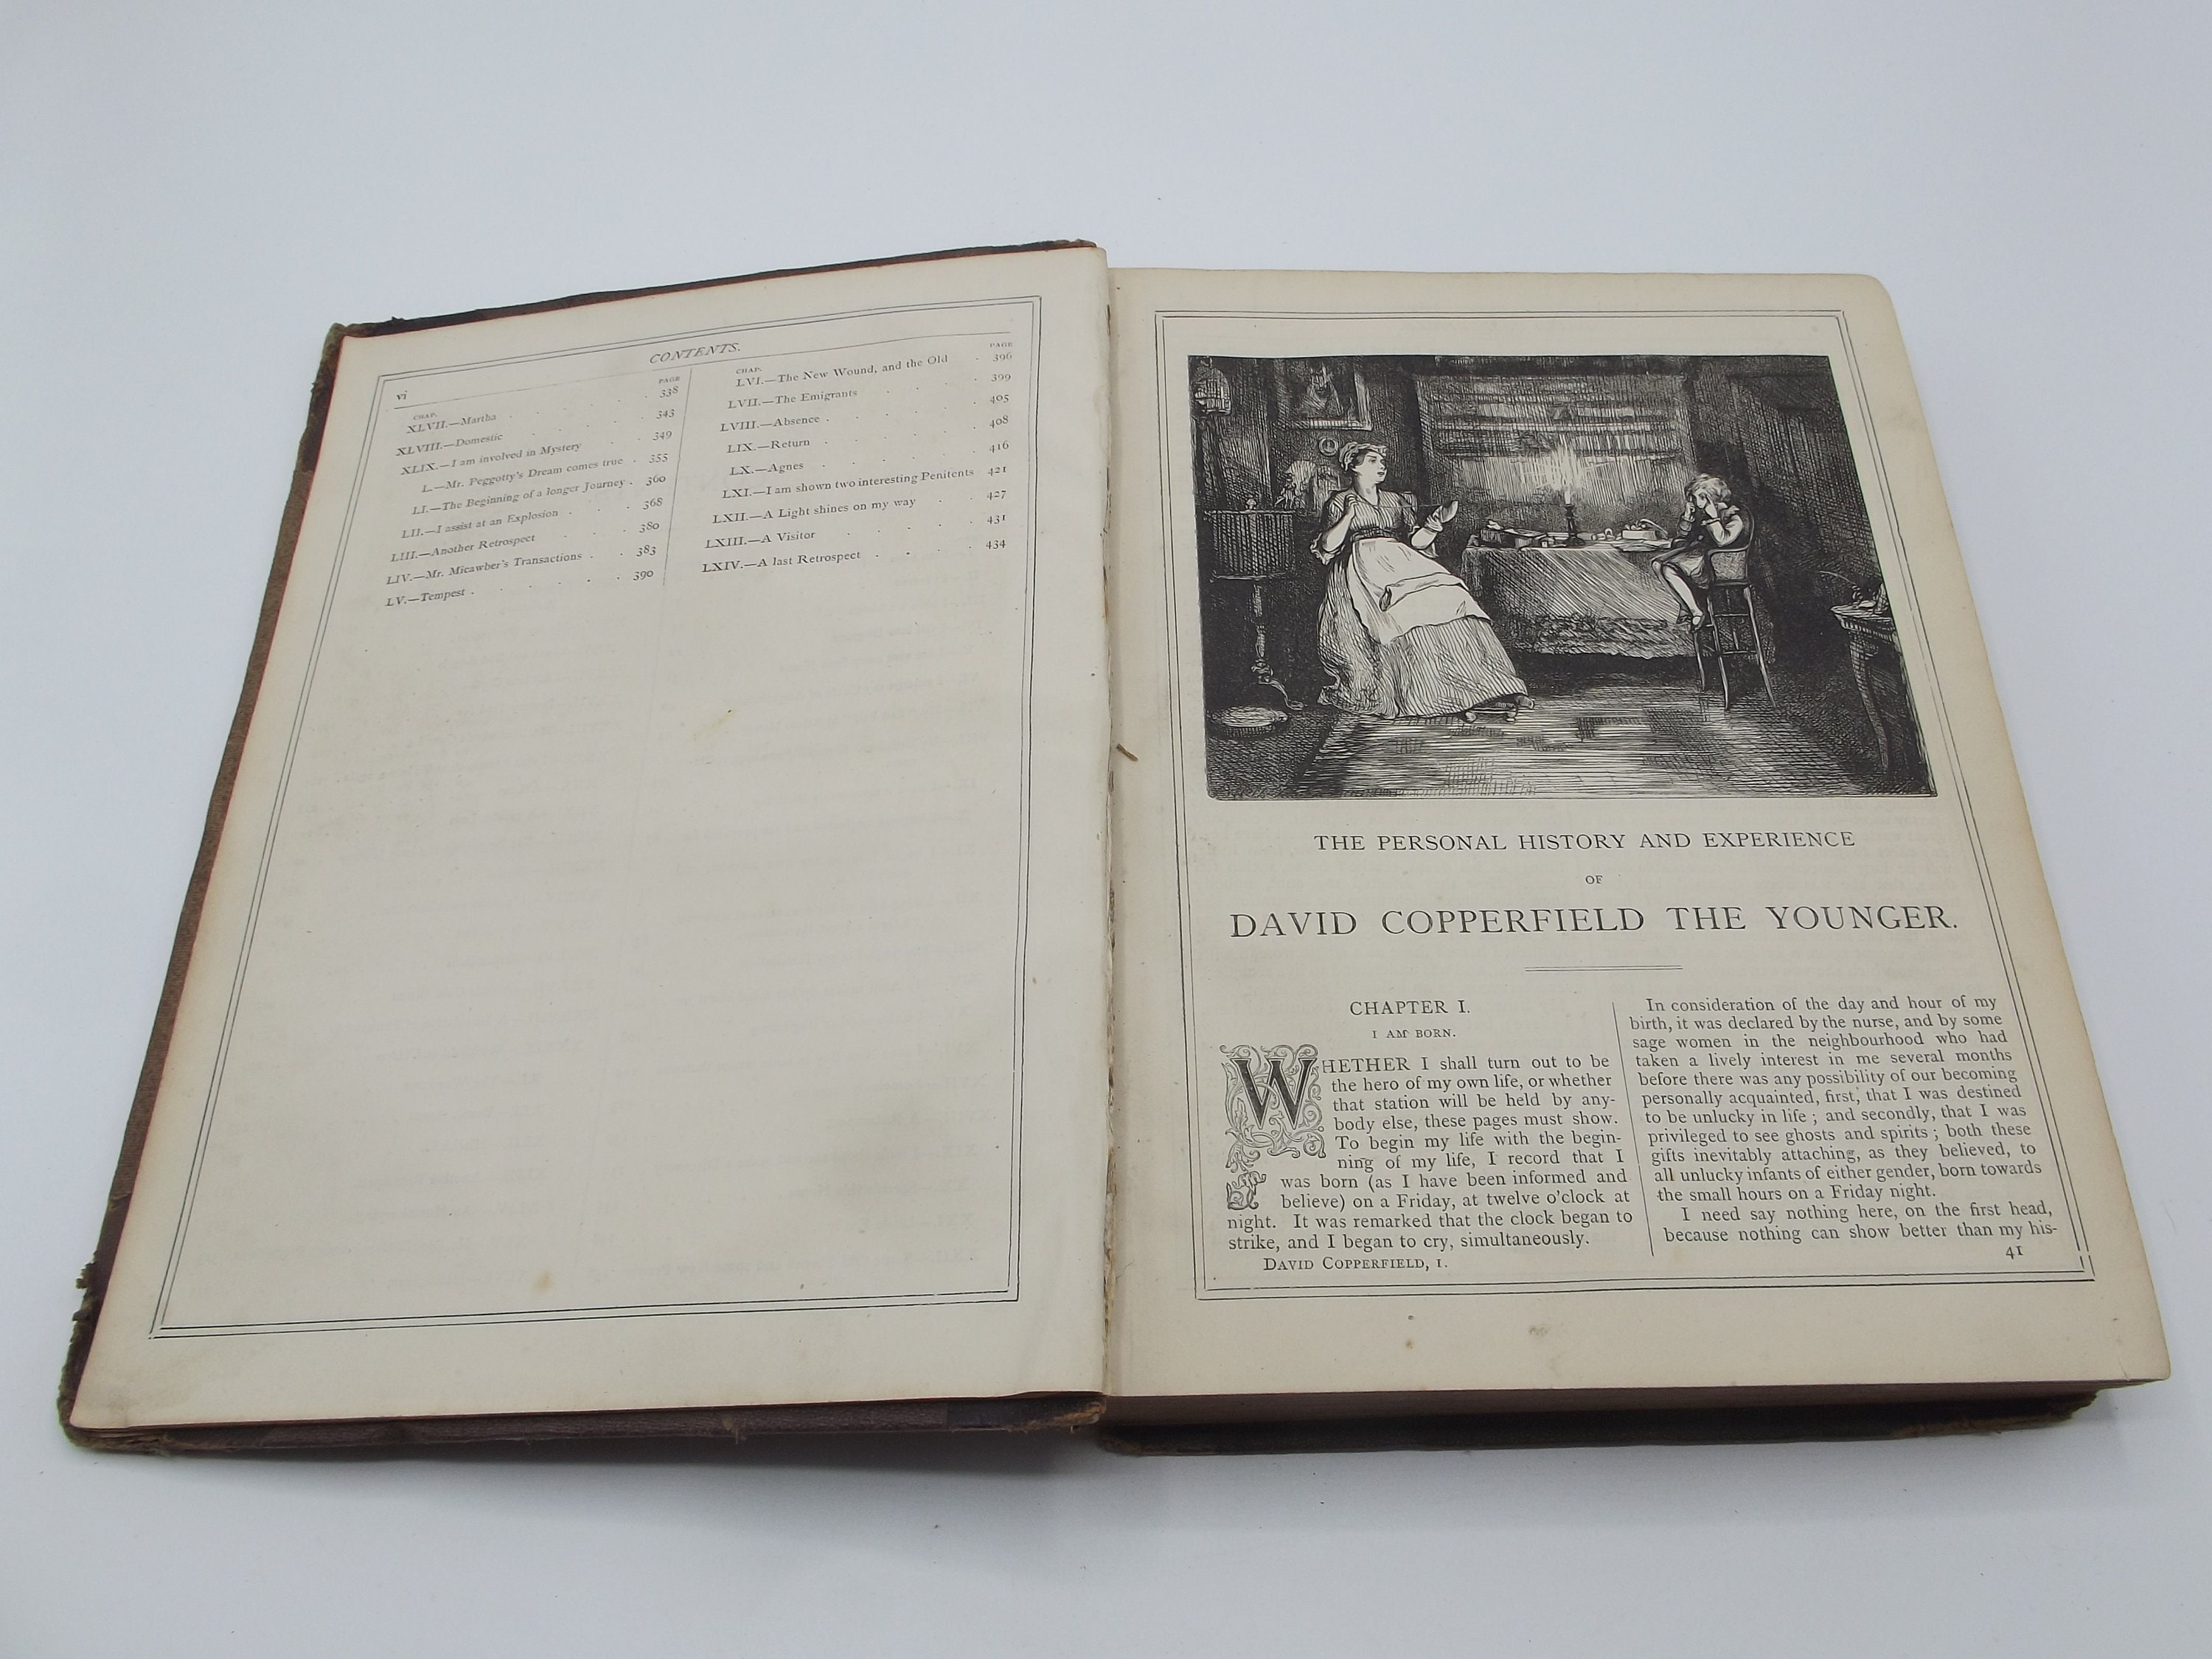 vi
CONTENTS.
CHAP. PAGE
XLVII.—Martha . . . . . . 338
XLVIII.—Domestic . . . . . 343
XLIX.—I am involved in Mystery . . 349
L.—Mr. Peggotty's Dream comes true . 355
LI.—The Beginning of a longer Journey . 360
LII.—I assist at an Explosion . . . 368
LIII.—Another Retrospect . . . . 380
LIV.—Mr. Micawber's Transactions . . 383
LV.—Tempest . . . . . . 390
CHAP. PAGE
LVI.—The New Wound, and the Old . 396
LVII.—The Emigrants . . . . 399
LVIII.—Absence . . . . . . 405
LIX.—Return . . . . . . 408
LX.—Agnes . . . . . . 416
LXI.—I am shown two interesting Penitents 421
LXII.—A Light shines on my way . . 427
LXIII.—A Visitor . . . . . 431
LXIV.—A last Retrospect . . . . 434
THE PERSONAL HISTORY AND EXPERIENCE
OF
DAVID COPPERFIELD THE YOUNGER.
CHAPTER I.
I AM BORN.
WHETHER I shall turn out to be
the hero of my own life, or whether
that station will be held by any-
body else, these pages must show.
To begin my life with the begin-
ning of my life, I record that I
was born (as I have been informed and
believe) on a Friday, at twelve o'clock at
night. It was remarked that the clock began to
strike, and I began to cry, simultaneously.
DAVID COPPERFIELD, I.
In consideration of the day and hour of my
birth, it was declared by the nurse, and by some
sage women in the neighbourhood who had
taken a lively interest in me several months
before there was any possibility of our becoming
personally acquainted, first, that I was destined
to be unlucky in life ; and secondly, that I was
privileged to see ghosts and spirits ; both these
gifts inevitably attaching, as they believed, to
all unlucky infants of either gender, born towards
the small hours on a Friday night.
I need say nothing here, on the first head,
because nothing can show better than my his-
41